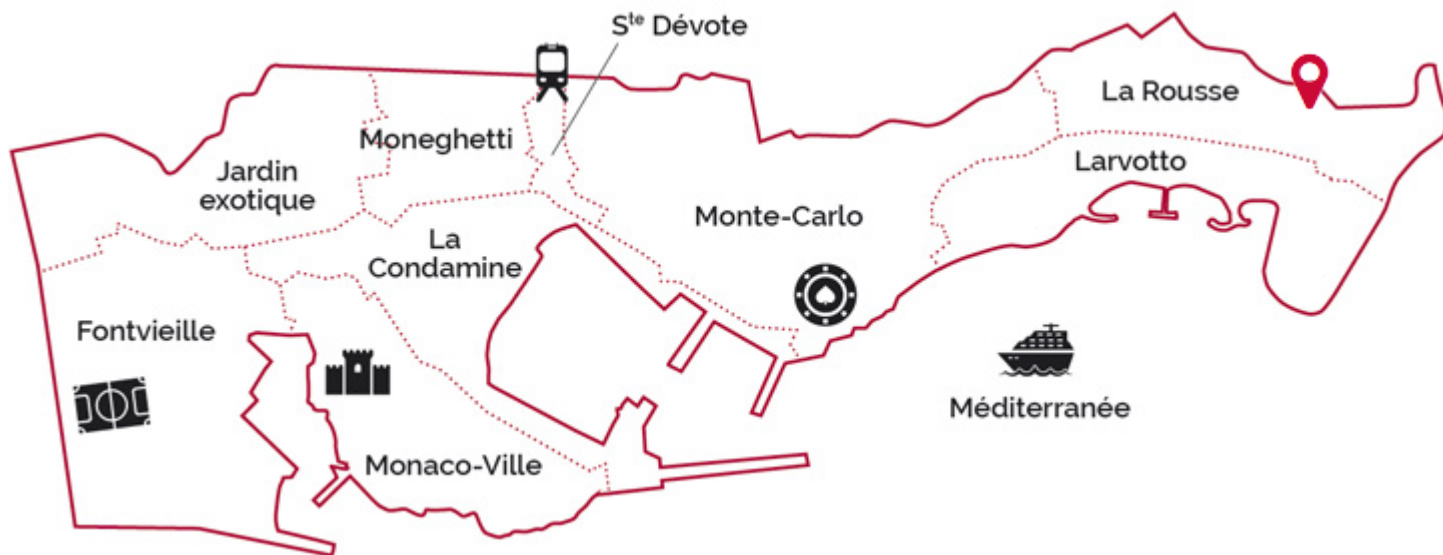 Sᵗᵉ Dévote
La Rousse
Moneghetti
Larvotto
Jardin
exotique
Monte-Carlo
La
Condamine
Fontvieille
Méditerranée
Monaco-Ville